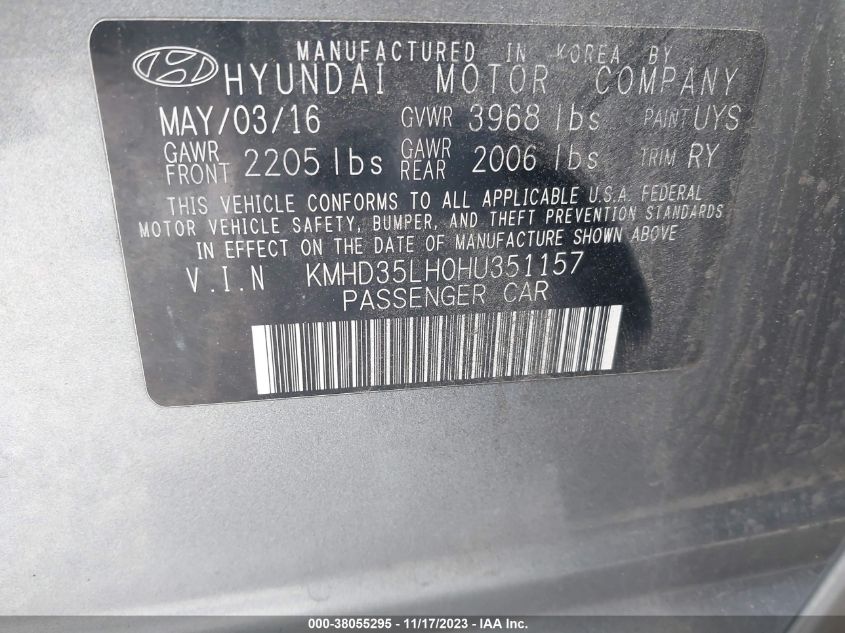 MANUFACTURED IN KOREA BY
HYUNDAI MOTOR COMPANY
MAY/03/16 GVWR 3968 lbs PAINT UYS
GAWR FRONT 2205 lbs GAWR REAR 2006 lbs TRIM RY
THIS VEHICLE CONFORMS TO ALL APPLICABLE U.S.A. FEDERAL
MOTOR VEHICLE SAFETY, BUMPER, AND THEFT PREVENTION STANDARDS
IN EFFECT ON THE DATE OF MANUFACTURE SHOWN ABOVE.
V.I.N KMHD35LH0HU351157
PASSENGER CAR
000-38055295 - 11/17/2023 - IAA Inc.